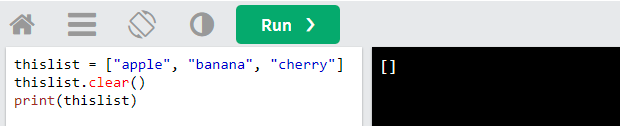 Run ❯
thislist = ["apple", "banana", "cherry"]
thislist.clear()
print(thislist)
[]